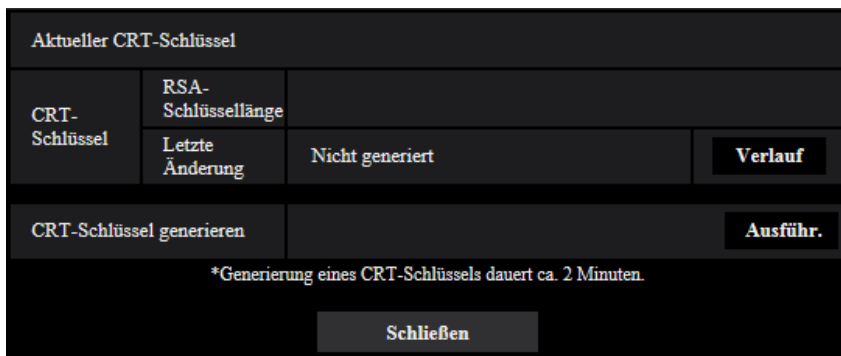 Aktueller CRT-Schlüssel
CRT-
Schlüssel
RSA-
Schlüssellänge
Letzte
Änderung
Nicht generiert
Verlauf
CRT-Schlüssel generieren
Ausführ.
*Generierung eines CRT-Schlüssels dauert ca. 2 Minuten.
Schließen